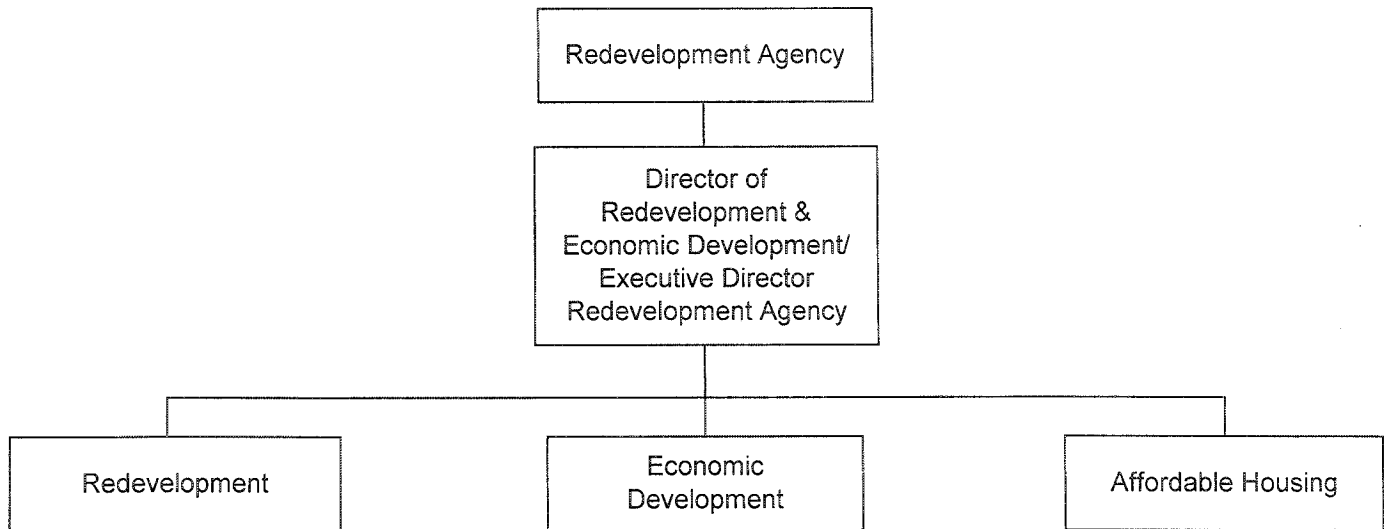 Redevelopment Agency
Director of
Redevelopment &
Economic Development/
Executive Director
Redevelopment Agency
Redevelopment
Economic
Development
Affordable Housing